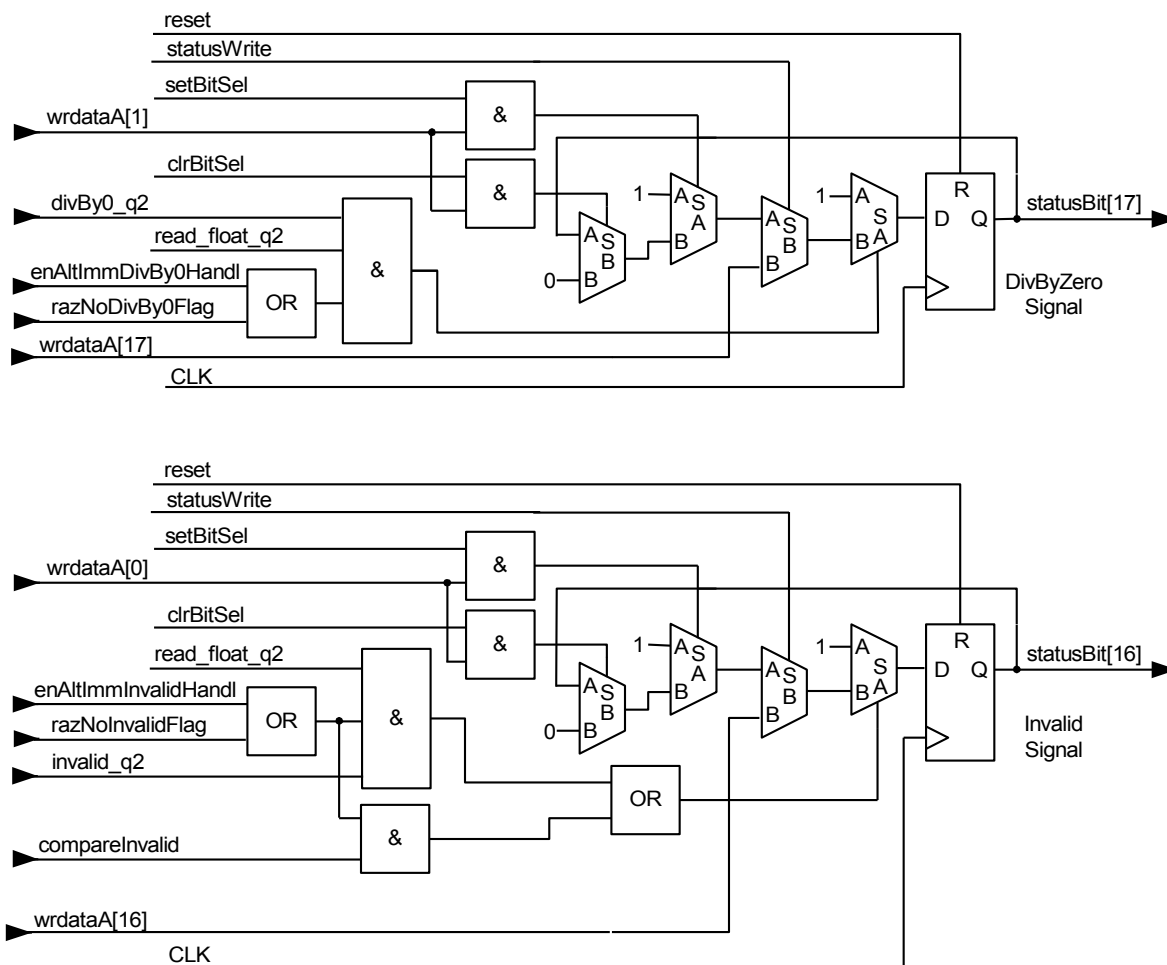 reset
statusWrite
setBitSel
&
wrdataA[1]
clrBitSel
&
1 A S A B
1 A S A B
R
divBy0_q2
A S B B
0
A S B B
D Q
statusBit[17]
read_float_q2
&
enAltImmDivBy0Handl
OR
razNoDivBy0Flag
DivByZero
Signal
wrdataA[17]
CLK
reset
statusWrite
setBitSel
&
wrdataA[0]
clrBitSel
&
1 A S A B
1 A S A B
R
read_float_q2
A S B B
0
A S B B
D Q
statusBit[16]
enAltImmInvalidHandl
OR
&
razNoInvalidFlag
Invalid
Signal
invalid_q2
OR
&
compareInvalid
wrdataA[16]
CLK